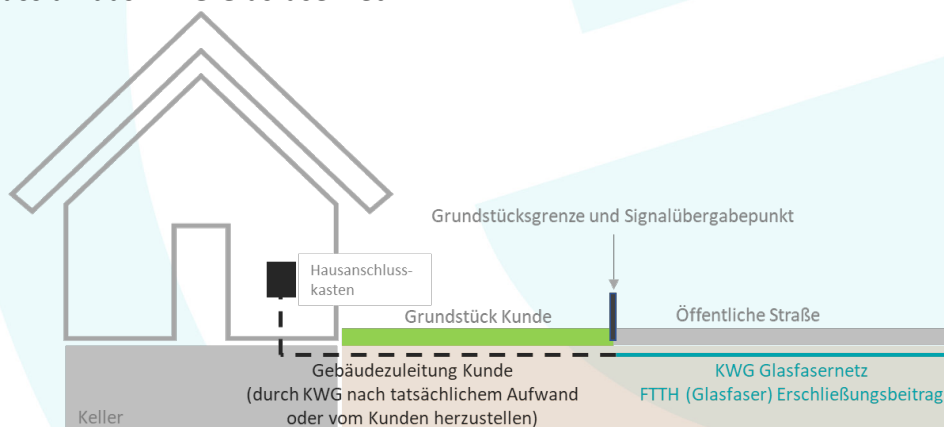 Grundstücksgrenze und Signalübergabepunkt
Hausanschluss-
kasten
Grundstück Kunde
Öffentliche Straße
Gebäudezuleitung Kunde
(durch KWG nach tatsächlichem Aufwand
oder vom Kunden herzustellen)
KWG Glasfasernetz
FTTH (Glasfaser) Erschließungsbeitrag
Keller